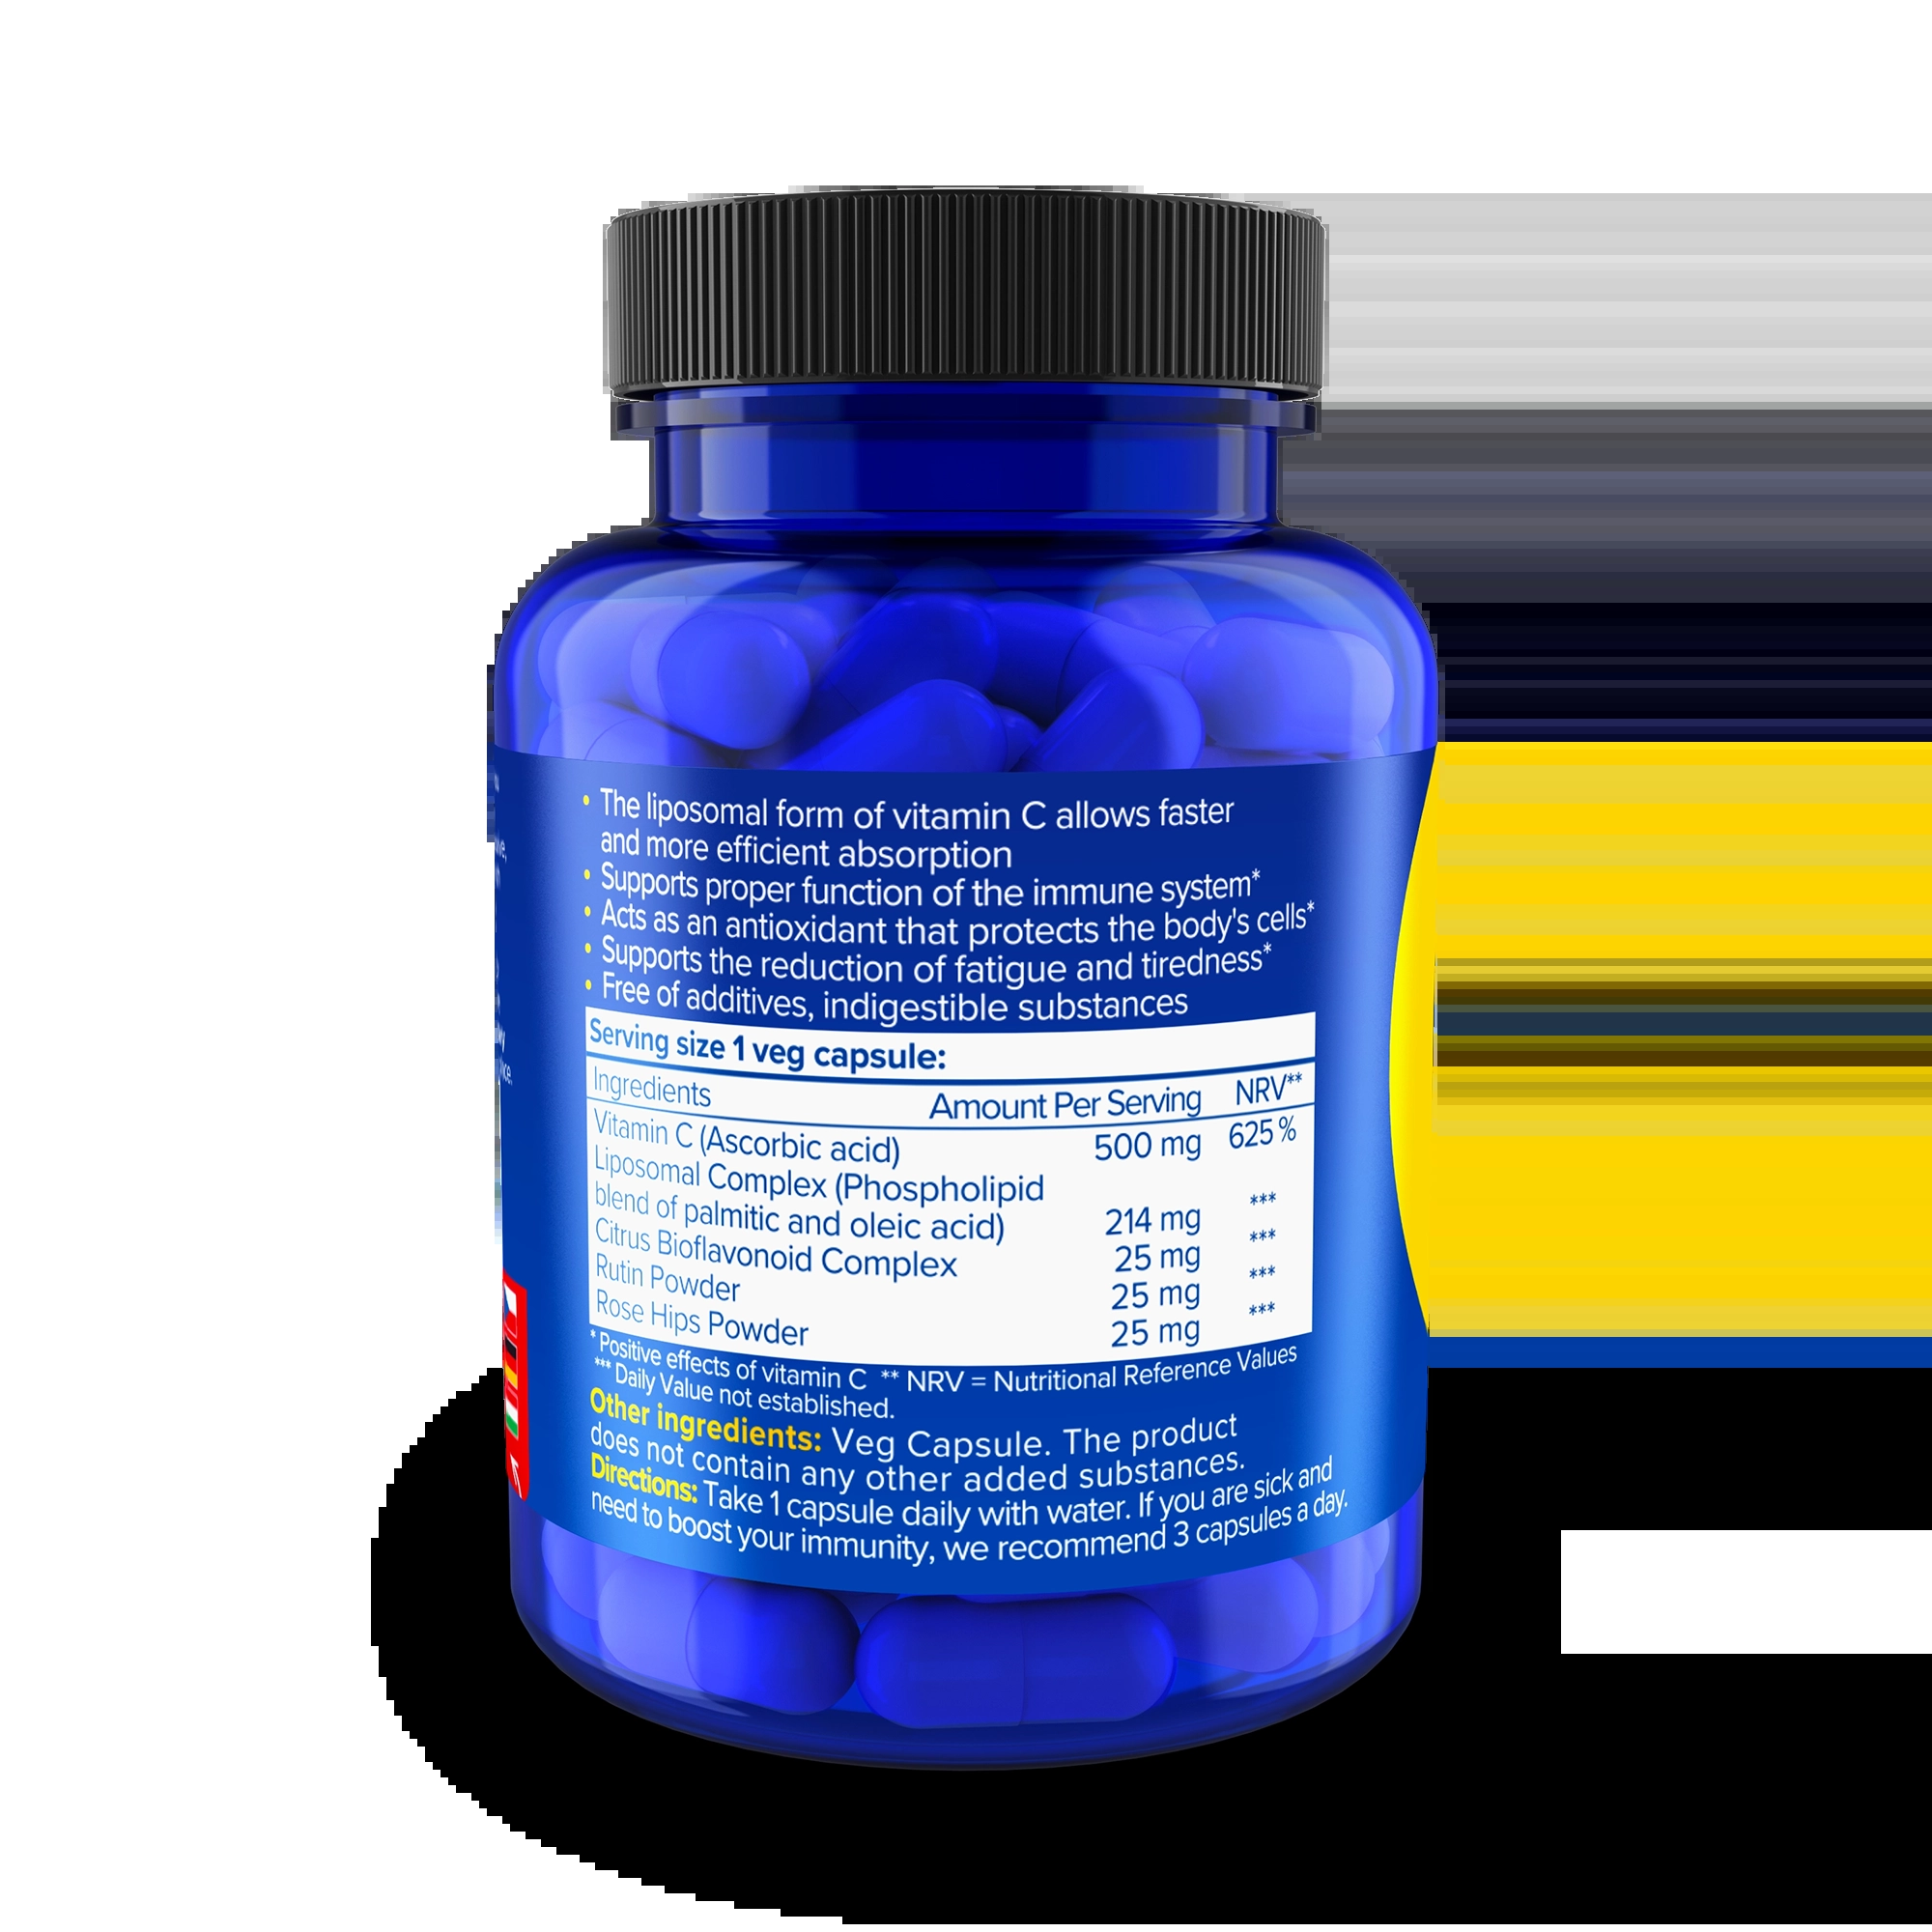 • The liposomal form of vitamin C allows faster
and more efficient absorption
• Supports proper function of the immune system*
• Acts as an antioxidant that protects the body's cells*
• Supports the reduction of fatigue and tiredness*
• Free of additives, indigestible substances
Serving size 1 veg capsule:
Ingredients Amount Per Serving NRV**
Vitamin C (Ascorbic acid) 500 mg 625 %
Liposomal Complex (Phospholipid
blend of palmitic and oleic acid) 214 mg ***
Citrus Bioflavonoid Complex 25 mg ***
Rutin Powder 25 mg ***
Rose Hips Powder 25 mg ***
* Positive effects of vitamin C ** NRV = Nutritional Reference Values
*** Daily Value not established.
Other ingredients: Veg Capsule. The product
does not contain any other added substances.
Directions: Take 1 capsule daily with water. If you are sick and
need to boost your immunity, we recommend 3 capsules a day.